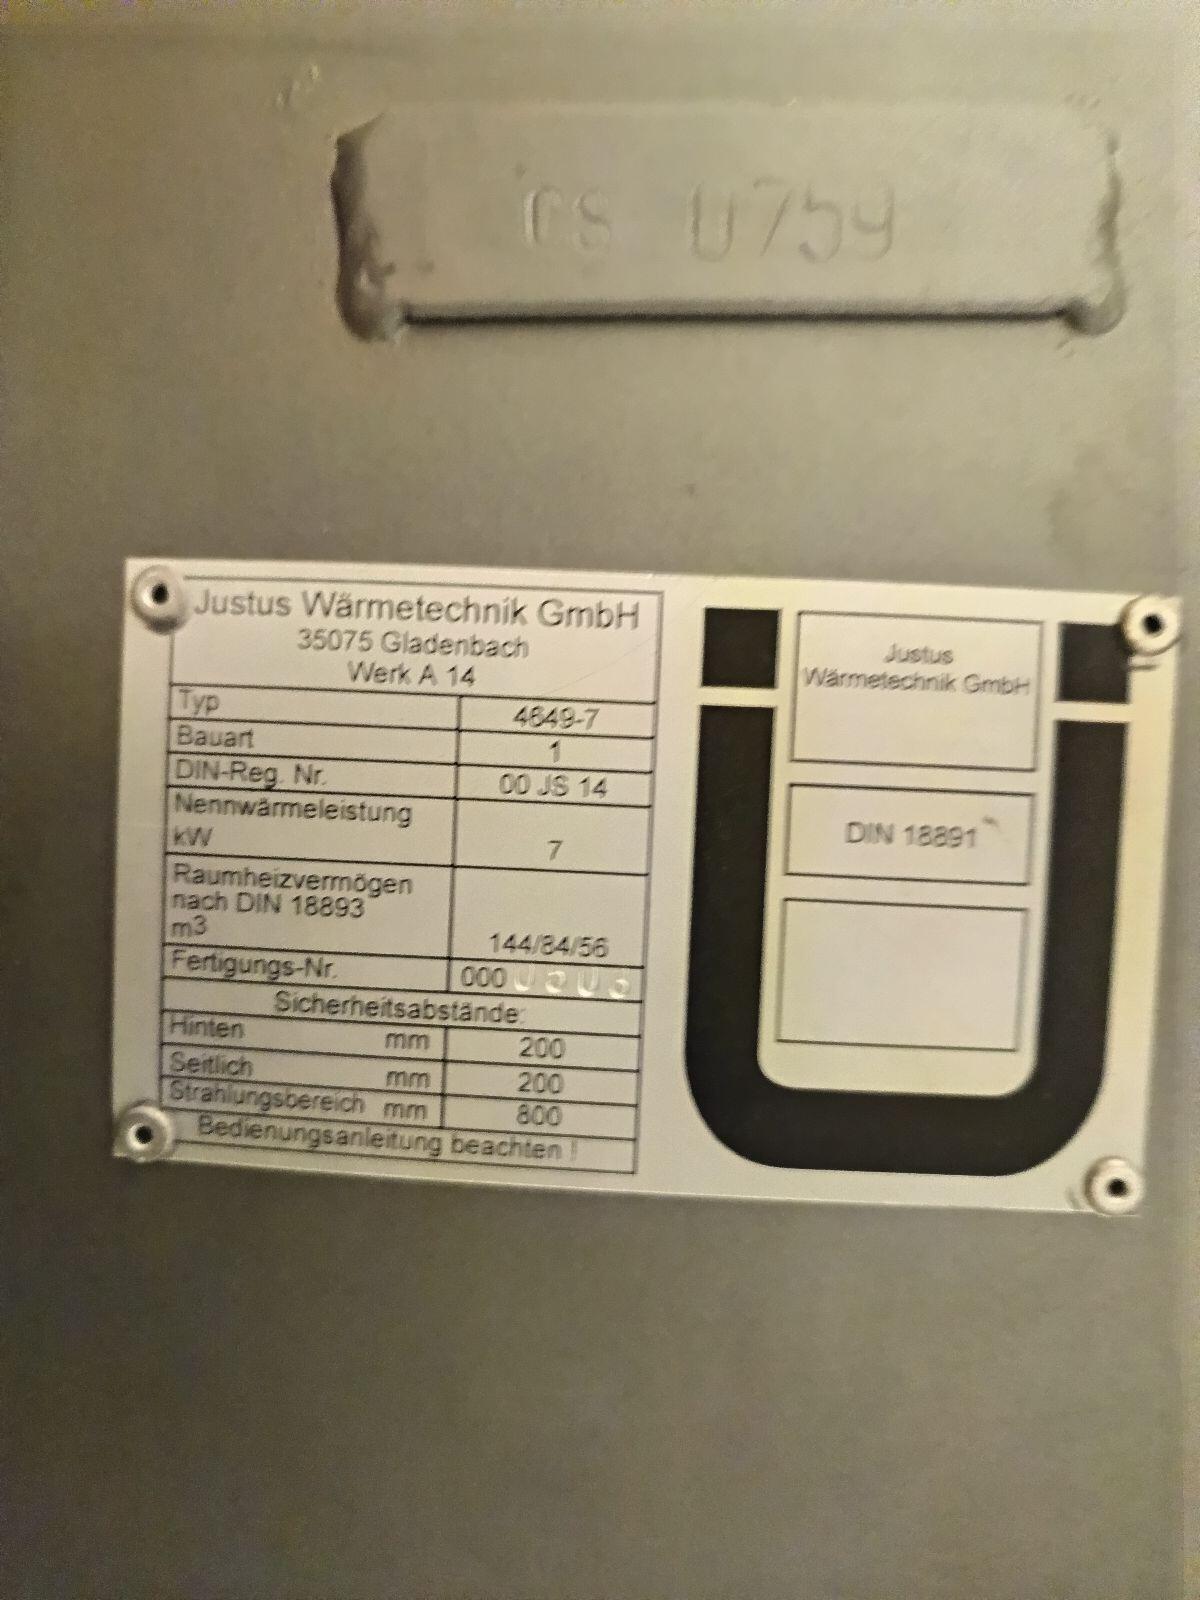 CS 0759
Justus Wärmetechnik GmbH
35075 Gladenbach
Werk A 14
Typ 4649-7
Bauart 1
DIN-Reg. Nr. 00 JS 14
Nennwärmeleistung
kW 7
Raumheizvermögen
nach DIN 18893
m3 144/84/56
Fertigungs-Nr. 000
Sicherheitsabstände:
Hinten mm 200
Seitlich mm 200
Strahlungsbereich mm 800
Bedienungsanleitung beachten !
Ü
Justus
Wärmetechnik GmbH
DIN 18891